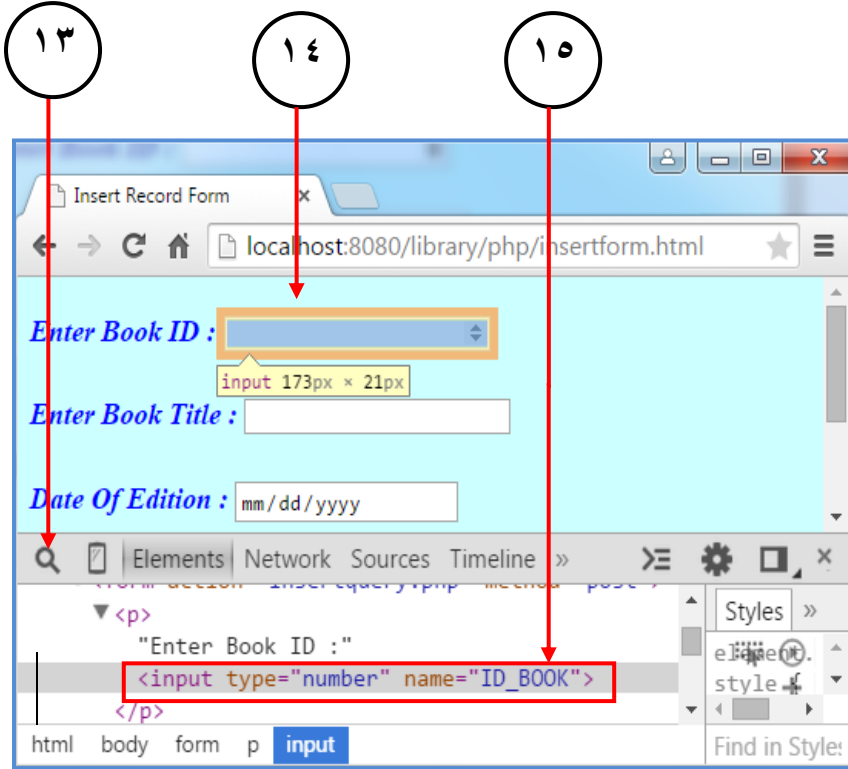 ١٣ ١٤ ١٥
Insert Record Form
localhost:8080/library/php/insertform.html
Enter Book ID :
input 173px × 21px
Enter Book Title :
Date Of Edition : mm/dd/yyyy
Elements Network Sources Timeline »
<p>
Styles »
"Enter Book ID :"
element.
<input type="number" name="ID_BOOK">
style {
</p>
html body form p input
Find in Styles